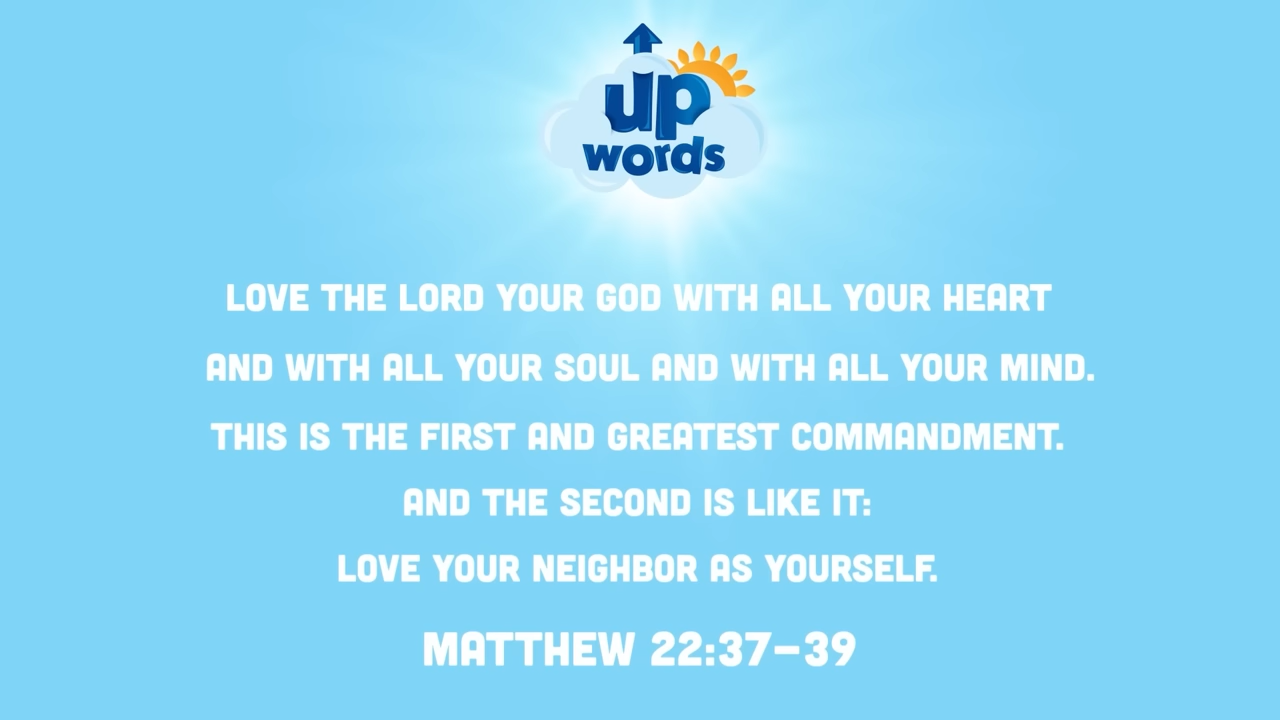 up
words
LOVE THE LORD YOUR GOD WITH ALL YOUR HEART
AND WITH ALL YOUR SOUL AND WITH ALL YOUR MIND.
THIS IS THE FIRST AND GREATEST COMMANDMENT.
AND THE SECOND IS LIKE IT:
LOVE YOUR NEIGHBOR AS YOURSELF.
MATTHEW 22:37–39